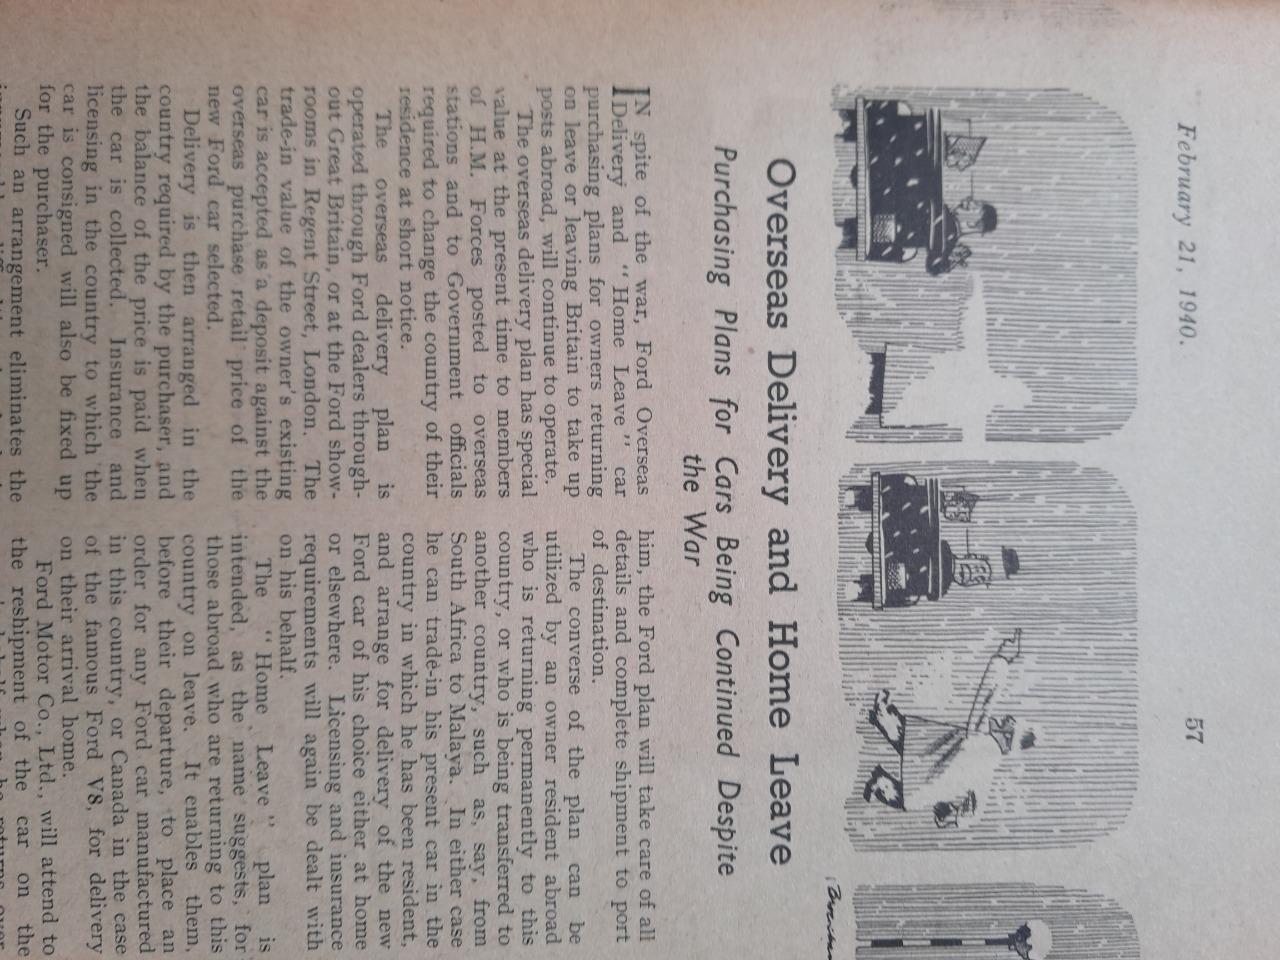 February 21, 1940.
57
Overseas Delivery and Home Leave
Purchasing Plans for Cars Being Continued Despite
the War
IN spite of the war, Ford Overseas
Delivery and "Home Leave" car
purchasing plans for owners returning
on leave or leaving Britain to take up
posts abroad, will continue to operate.
The overseas delivery plan has special
value at the present time to members
of H.M. Forces posted to overseas
stations and to Government officials
required to change the country of their
residence at short notice.
The overseas delivery plan is
operated through Ford dealers through-
out Great Britain, or at the Ford show-
rooms in Regent Street, London. The
trade-in value of the owner's existing
car is accepted as a deposit against the
overseas purchase retail price of the
new Ford car selected.
Delivery is then arranged in the
country required by the purchaser, and
the balance of the price is paid when
the car is collected. Insurance and
licensing in the country to which the
car is consigned will also be fixed up
for the purchaser.
Such an arrangement eliminates the
him, the Ford plan will take care of all
details and complete shipment to port
of destination.
The converse of the plan can be
utilized by an owner resident abroad
who is returning permanently to this
country, or who is being transferred to
another country, such as, say, from
South Africa to Malaya. In either case
he can trade-in his present car in the
country in which he has been resident,
and arrange for delivery of the new
Ford car of his choice either at home
or elsewhere. Licensing and insurance
requirements will again be dealt with
on his behalf.
The "Home Leave" plan is
intended, as the name suggests, for
those abroad who are returning to this
country on leave. It enables them,
before their departure, to place an
order for any Ford car manufactured
in this country, or Canada in the case
of the famous Ford V8, for delivery
on their arrival home.
Ford Motor Co., Ltd., will attend to
the reshipment of the car on the